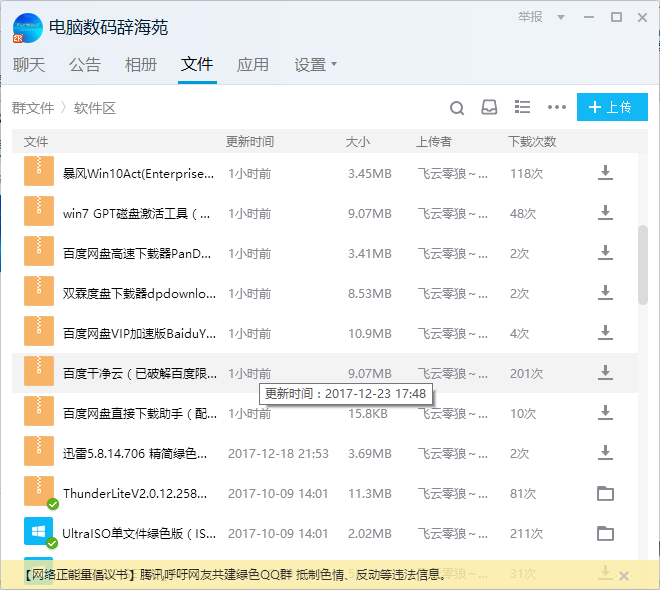 电脑数码辞海苑
举报
聊天 公告 相册 文件 应用 设置
群文件 > 软件区
上传
文件 更新时间 大小 上传者 下载次数
暴风Win10Act(Enterprise... 1小时前 3.45MB 飞云零狼～... 118次
win7 GPT磁盘激活工具（... 1小时前 9.07MB 飞云零狼～... 48次
百度网盘高速下载器PanD... 1小时前 3.41MB 飞云零狼～... 2次
双霖度盘下载器dpdownlo... 1小时前 8.53MB 飞云零狼～... 2次
百度网盘VIP加速版BaiduY... 1小时前 10.9MB 飞云零狼～... 4次
百度干净云（已破解百度限... 1小时前 9.07MB 飞云零狼～... 201次
更新时间：2017-12-23 17:48
百度网盘直接下载助手（配... 1小时前 15.8KB 飞云零狼～... 10次
迅雷5.8.14.706 精简绿色... 2017-12-18 21:53 3.69MB 飞云零狼～... 2次
ThunderLiteV2.0.12.258... 2017-10-09 14:01 11.3MB 飞云零狼～... 81次
UltraISO单文件绿色版（IS... 2017-10-09 14:01 2.02MB 飞云零狼～... 211次
31次
【网络正能量倡议书】腾讯呼吁网友共建绿色QQ群 抵制色情、反动等违法信息。